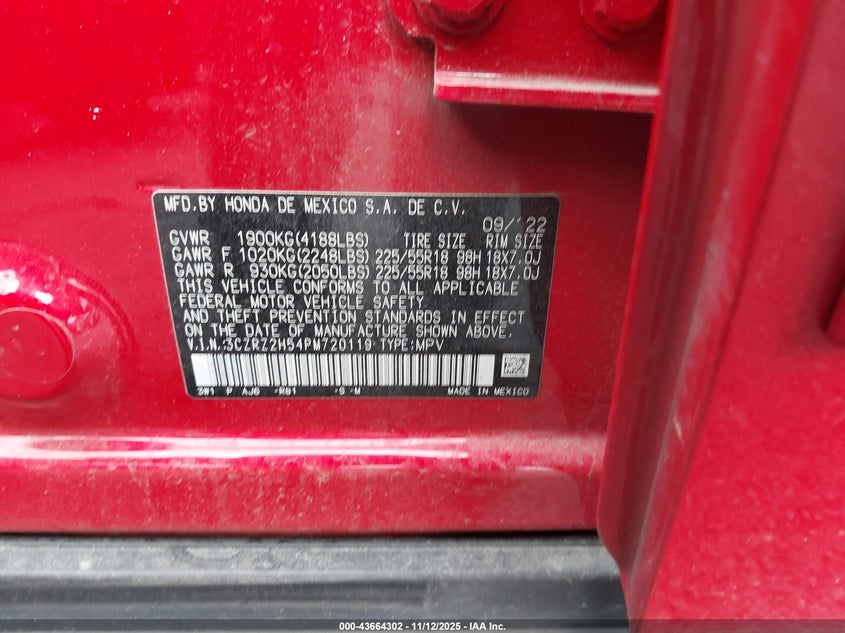 MFD.BY HONDA DE MEXICO S.A. DE C.V.
09/'22
GVWR 1900KG(4188LBS) TIRE SIZE RIM SIZE
GAWR F 1020KG(2248LBS) 225/55R18 98H 18X7.0J
GAWR R 930KG(2050LBS) 225/55R18 98H 18X7.0J
THIS VEHICLE CONFORMS TO ALL APPLICABLE
FEDERAL MOTOR VEHICLE SAFETY
AND THEFT PREVENTION STANDARDS IN EFFECT
ON THE DATE OF MANUFACTURE SHOWN ABOVE.
V.I.N.:3CZRZ2H54PM720119 TYPE:MPV
3W1 P AJ6 -R81 -S -M MADE IN MEXICO
000-43664302 - 11/12/2025 - IAA Inc.